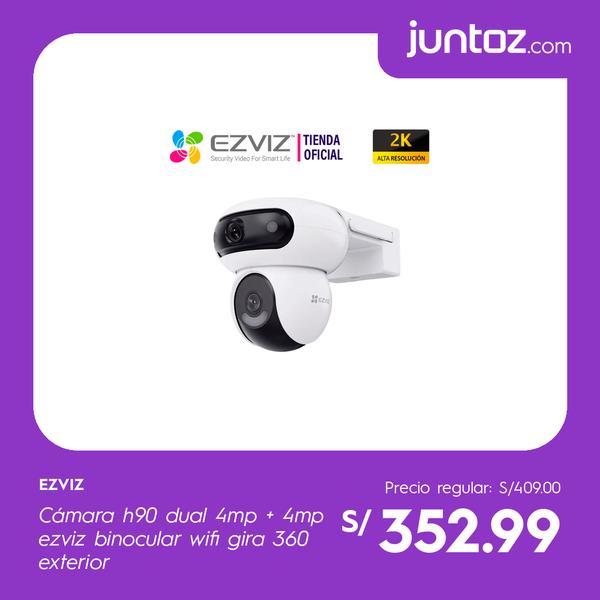 juntoz.com
EZVIZ™
Security Video For Smart Life
TIENDA
OFICIAL
2K
ALTA RESOLUCIÓN
EZVIZ
EZVIZ
Precio regular: S/409.00
Cámara h90 dual 4mp + 4mp
ezviz binocular wifi gira 360
exterior
S/ 352.99